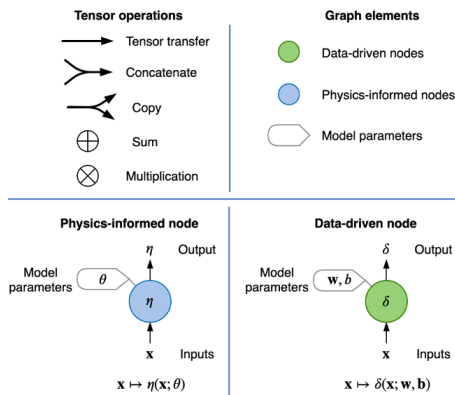 Tensor operations
Tensor transfer
Concatenate
Copy
Sum
Multiplication
Graph elements
Data-driven nodes
Physics-informed nodes
Model parameters
Physics-informed node
η Output
Model parameters
θ
η
x Inputs
x ↦ η(x; θ)
Data-driven node
δ Output
Model parameters
w, b
δ
x Inputs
x ↦ δ(x; w, b)